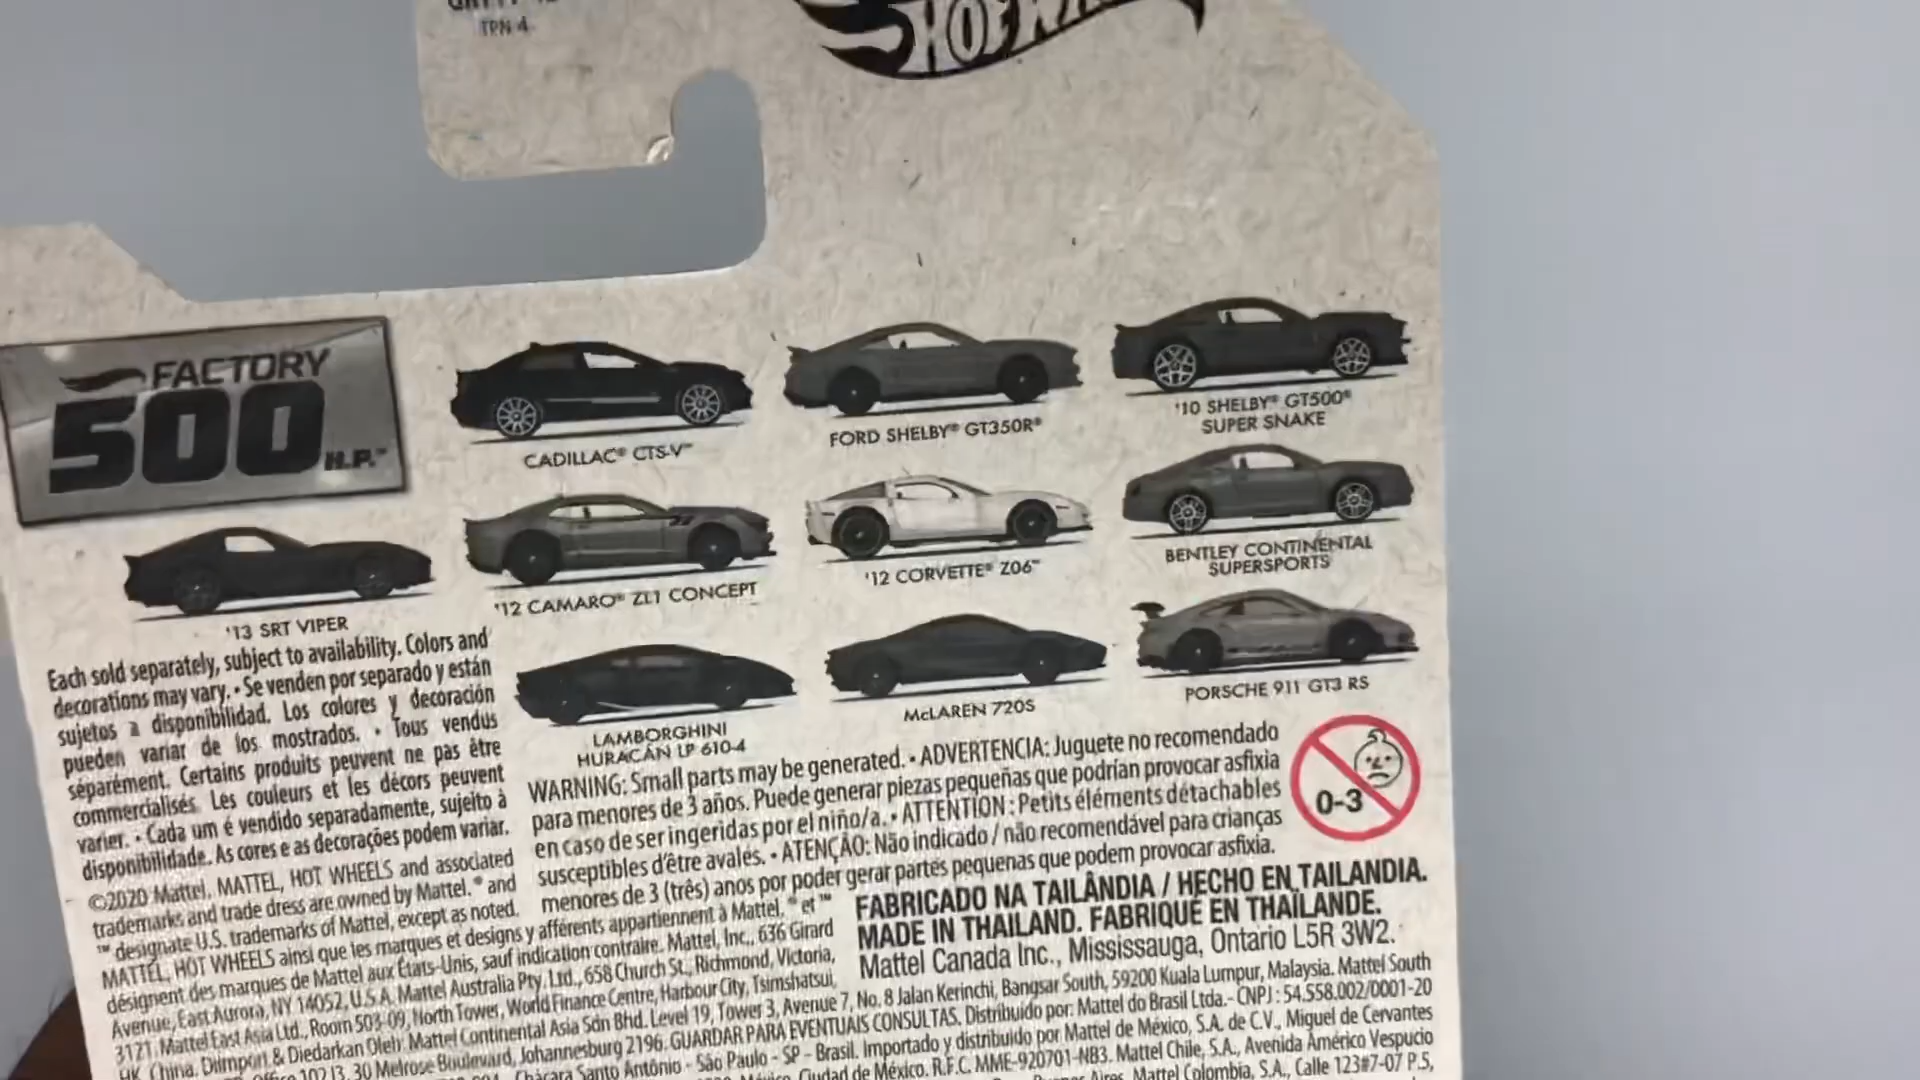 TPN 4
HOT WH
FACTORY
500
H.P.™
CADILLAC® CTS-V™
FORD SHELBY® GT350R®
'10 SHELBY® GT500®
SUPER SNAKE
'13 SRT VIPER
'12 CAMARO® ZL1 CONCEPT
'12 CORVETTE® Z06™
BENTLEY CONTINENTAL
SUPERSPORTS
LAMBORGHINI
HURACÁN LP 610-4
McLAREN 720S
PORSCHE 911 GT3 RS
Each sold separately, subject to availability. Colors and
decorations may vary. • Se venden por separado y están
sujetos a disponibilidad. Los colores y decoración
pueden variar de los mostrados. • Tous vendus
séparément. Certains produits peuvent ne pas être
commercialisés. Les couleurs et les décors peuvent
varier. • Cada um é vendido separadamente, sujeito à
disponibilidade. As cores e as decorações podem variar.
WARNING: Small parts may be generated. • ADVERTENCIA: Juguete no recomendado
para menores de 3 años. Puede generar piezas pequeñas que podrían provocar asfixia
en caso de ser ingeridas por el niño/a. • ATTENTION : Petits éléments détachables
susceptibles d'être avalés. • ATENÇÃO: Não indicado / não recomendável para crianças
menores de 3 (três) anos por poder gerar partes pequenas que podem provocar asfixia.
0-3
©2020 Mattel. MATTEL, HOT WHEELS and associated
trademarks and trade dress are owned by Mattel. ® and
™ designate U.S. trademarks of Mattel, except as noted.
MATTEL, HOT WHEELS ainsi que les marques et designs y afférents appartiennent à Mattel. ® et ™
désignent des marques de Mattel aux États-Unis, sauf indication contraire. Mattel, Inc., 636 Girard
Avenue, East Aurora, NY 14052, U.S.A. Mattel Australia Pty. Ltd., 658 Church St., Richmond, Victoria,
3121. Mattel East Asia Ltd., Room 503-09, North Tower, World Finance Centre, Harbour City, Tsimshatsui,
FABRICADO NA TAILÂNDIA / HECHO EN TAILANDIA.
MADE IN THAILAND. FABRIQUÉ EN THAÏLANDE.
Mattel Canada Inc., Mississauga, Ontario L5R 3W2.
HK, China. Diimport & Diedarkan Oleh: Mattel Continental Asia Sdn Bhd. Level 19, Tower 3, Avenue 7, No. 8 Jalan Kerinchi, Bangsar South, 59200 Kuala Lumpur, Malaysia. Mattel South
Office 102 I3, 30 Melrose Boulevard, Johannesburg 2196. GUARDAR PARA EVENTUAIS CONSULTAS. Distribuido por: Mattel do Brasil Ltda.- CNPJ : 54.558.002/0001-20
Chácara Santo Antônio - São Paulo - SP - Brasil. Importado y distribuido por Mattel de México, S.A. de C.V., Miguel de Cervantes
Ciudad de México. R.F.C. MME-920701-NB3. Mattel Chile, S.A., Avenida Américo Vespucio
Aires. Mattel Colombia, S.A., Calle 123#7-07 P.5,